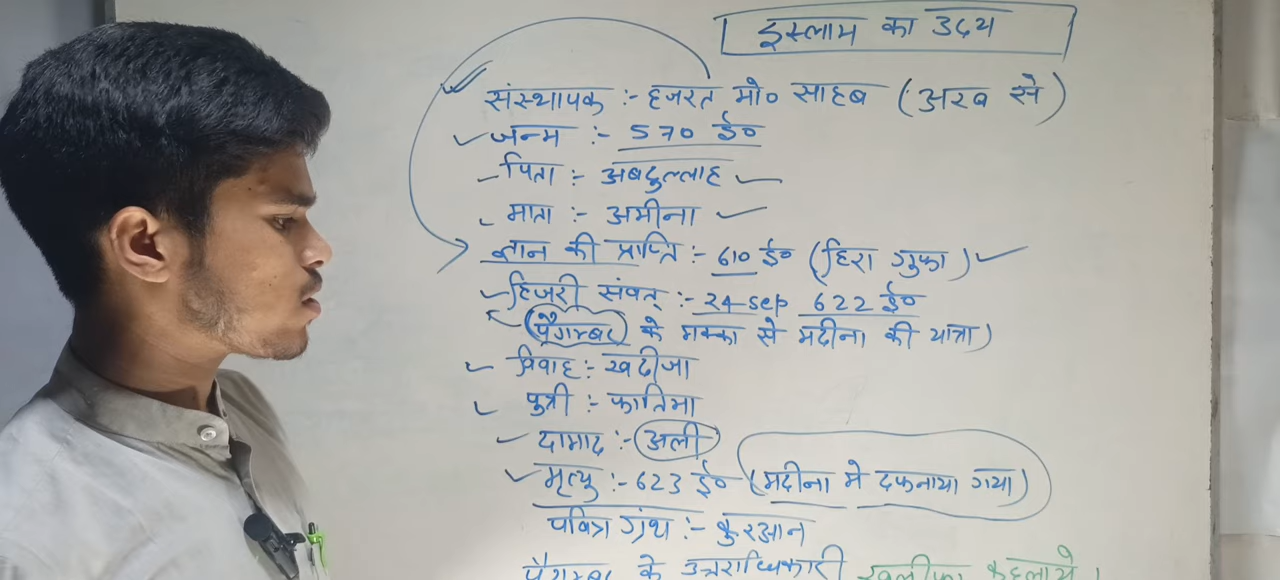 इस्लाम का उदय
संस्थापक :- हजरत मो० साहब (अरब से)
जन्म :- 570 ई०
पिता :- अबदुल्लाह
माता :- अमीना
ज्ञान की प्राप्ति :- 610 ई० (हिरा गुफा)
हिजरी संवत् :- 24-sep 622 ई०
(पैगम्बर के मक्का से मदीना की यात्रा)
विवाह :- खदीजा
पुत्री :- फातिमा
दामाद :- अली
मृत्यु :- 623 ई० (मदीना मे दफनाया गया)
पवित्र ग्रंथ :- कुरआन
पैगम्बर के उत्तराधिकारी खलीफा कहलाये।